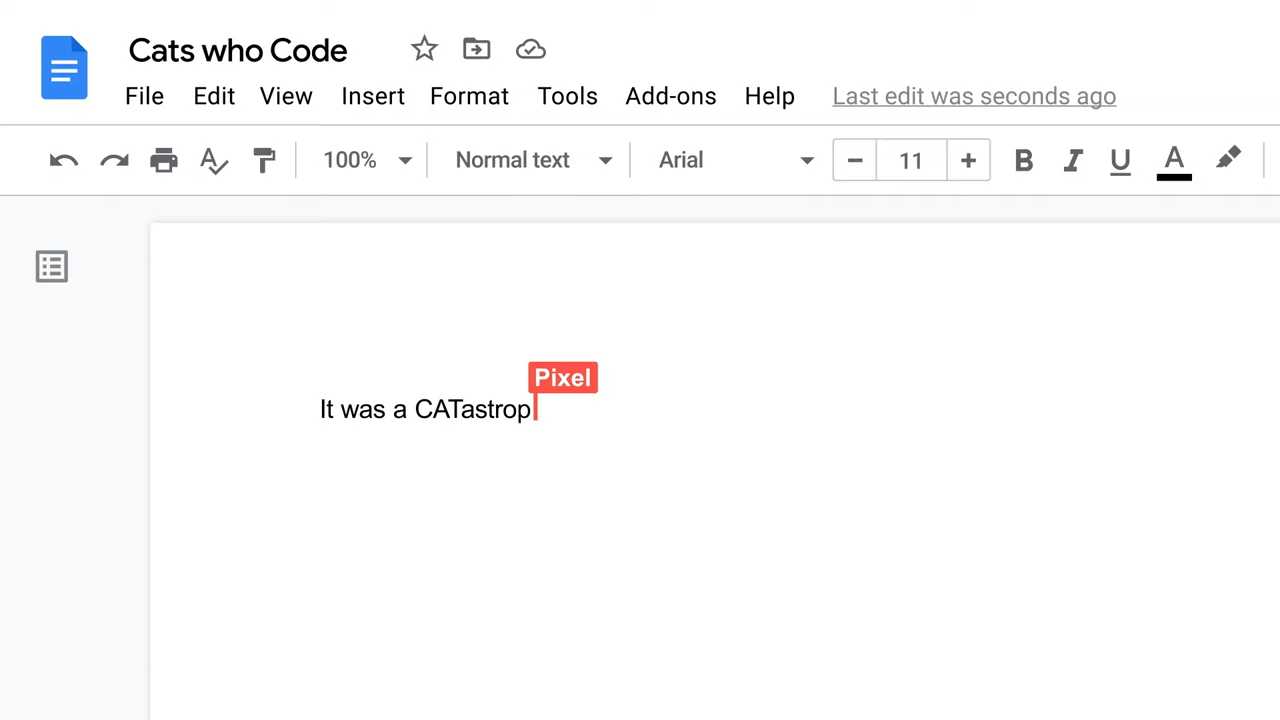 Cats who Code
File Edit View Insert Format Tools Add-ons Help Last edit was seconds ago
100% Normal text Arial 11 B I U A
Pixel
It was a CATastrop